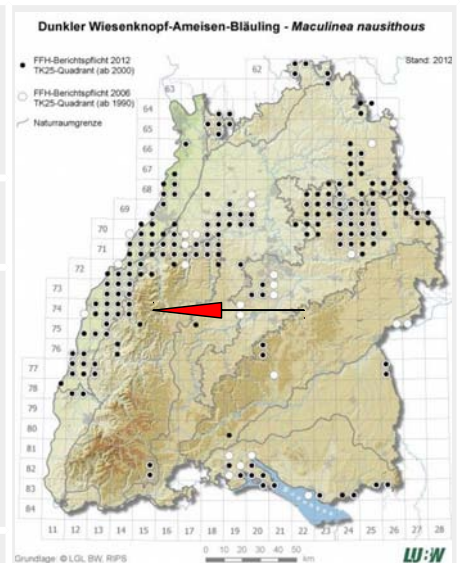 Dunkler Wiesenknopf-Ameisen-Bläuling - Maculinea nausithous
FFH-Berichtspflicht 2012
TK25-Quadrant (ab 2000)
FFH-Berichtspflicht 2006
TK25-Quadrant (ab 1990)
Naturraumgrenze
Stand: 2012
62
63
64
65
66
67
68
69
70
71
72
73
74
75
76
77
78
79
80
81
82
83
84
11 12 13 14 15 16 17 18 19 20 21 22 23 24 25 26 27 28
Grundlage: © LGL BW, RIPS
0 10 20 30 40 50
km
LU:W